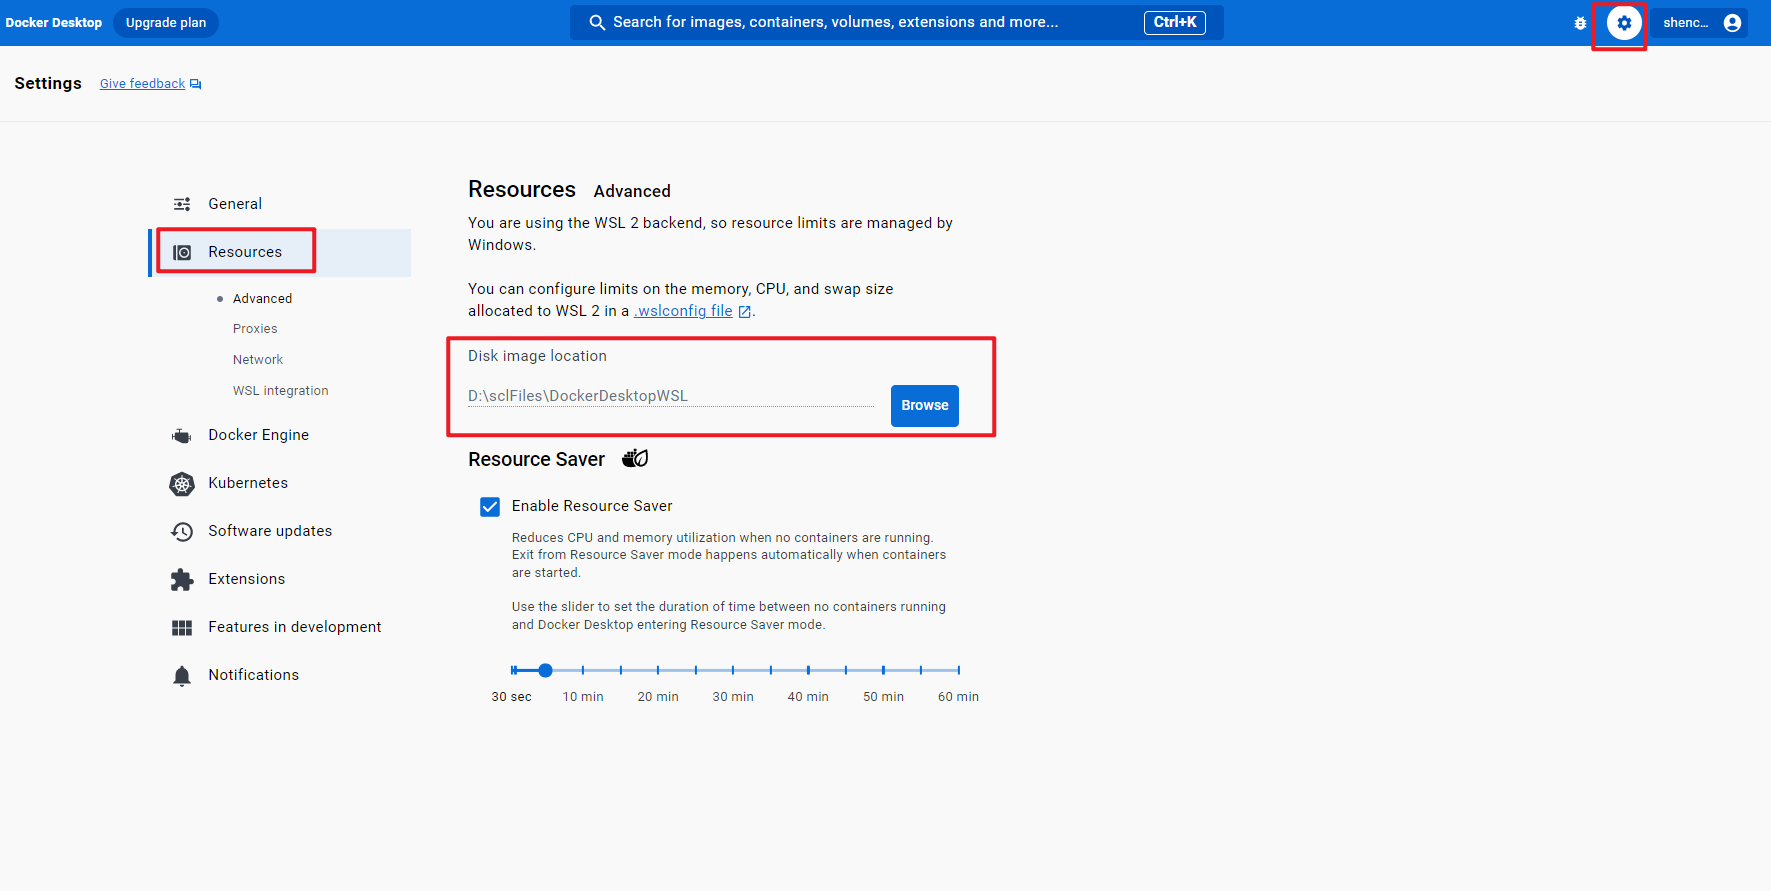 Docker Desktop
Upgrade plan
Search for images, containers, volumes, extensions and more...
Ctrl+K
shenc...
Settings
Give feedback
General
Resources
Advanced
Proxies
Network
WSL integration
Docker Engine
Kubernetes
Software updates
Extensions
Features in development
Notifications
Resources Advanced
You are using the WSL 2 backend, so resource limits are managed by
Windows.
You can configure limits on the memory, CPU, and swap size
allocated to WSL 2 in a .wslconfig file.
Disk image location
D:\sclFiles\DockerDesktopWSL
Browse
Resource Saver
Enable Resource Saver
Reduces CPU and memory utilization when no containers are running.
Exit from Resource Saver mode happens automatically when containers
are started.
Use the slider to set the duration of time between no containers running
and Docker Desktop entering Resource Saver mode.
30 sec 10 min 20 min 30 min 40 min 50 min 60 min